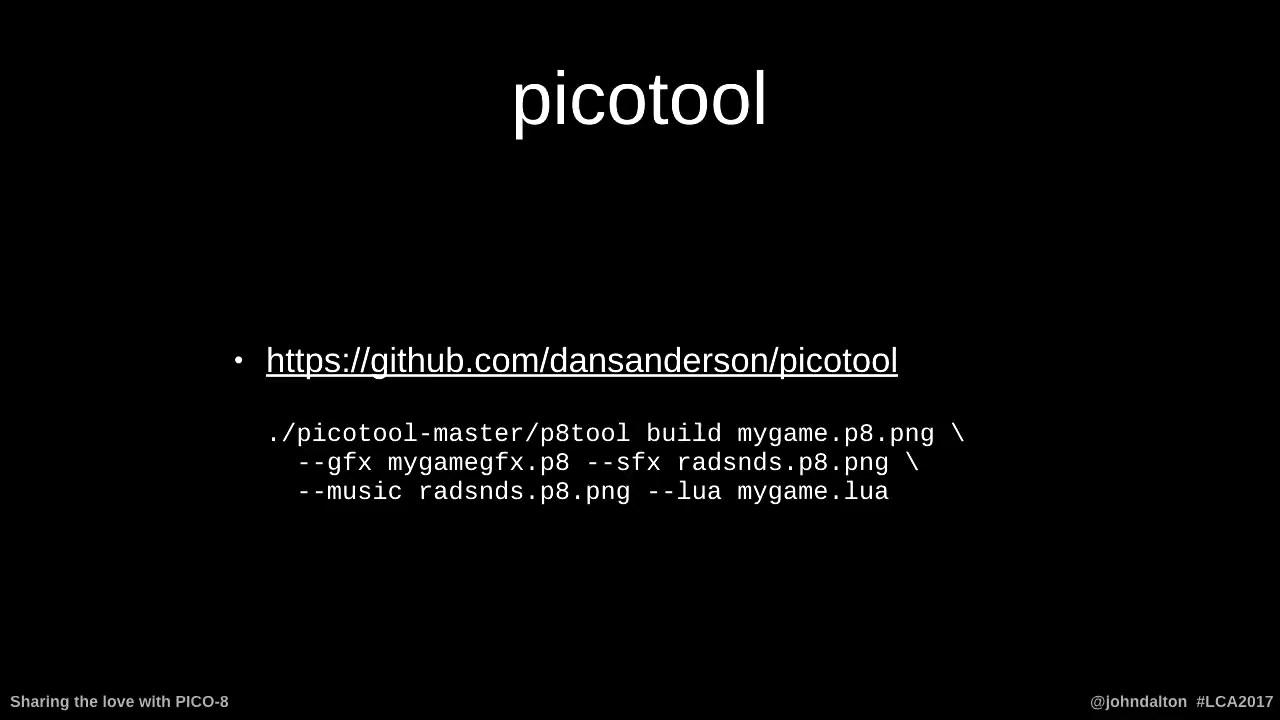 picotool
• https://github.com/dansanderson/picotool
./picotool-master/p8tool build mygame.p8.png \
--gfx mygamegfx.p8 --sfx radsnds.p8.png \
--music radsnds.p8.png --lua mygame.lua
Sharing the love with PICO-8
@johndalton #LCA2017